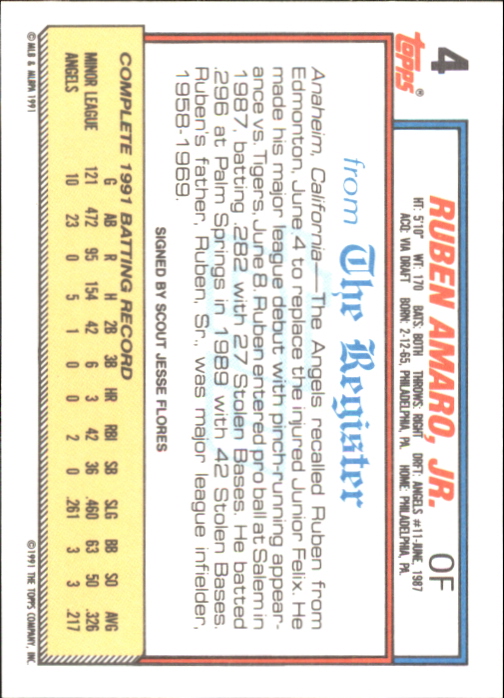 4
topps®
RUBEN AMARO, JR. OF
HT: 5'10" WT: 170 BATS: BOTH THROWS: RIGHT DRFT: ANGELS #11-JUNE, 1987
ACQ: VIA DRAFT BORN: 2-12-65, PHILADELPHIA, PA. HOME: PHILADELPHIA, PA.
from The Register
Anaheim, California—The Angels recalled Ruben from
Edmonton, June 4 to replace the injured Junior Felix. He
made his major league debut with pinch-running appear-
ance vs. Tigers, June 8. Ruben entered pro ball at Salem in
1987, batting .282 with 27 Stolen Bases. He batted
.296 at Palm Springs in 1989 with 42 Stolen Bases.
Ruben's father, Ruben, Sr., was major league infielder,
1958-1969.
SIGNED BY SCOUT JESSE FLORES
COMPLETE 1991 BATTING RECORD
G AB R H 2B 3B HR RBI SB SLG BB SO AVG
MINOR LEAGUE 121 472 95 154 42 6 3 42 36 .460 63 50 .326
ANGELS 10 23 0 5 1 0 0 2 0 .261 3 3 .217
© MLB & MLBPA 1991 © 1991 THE TOPPS COMPANY, INC.